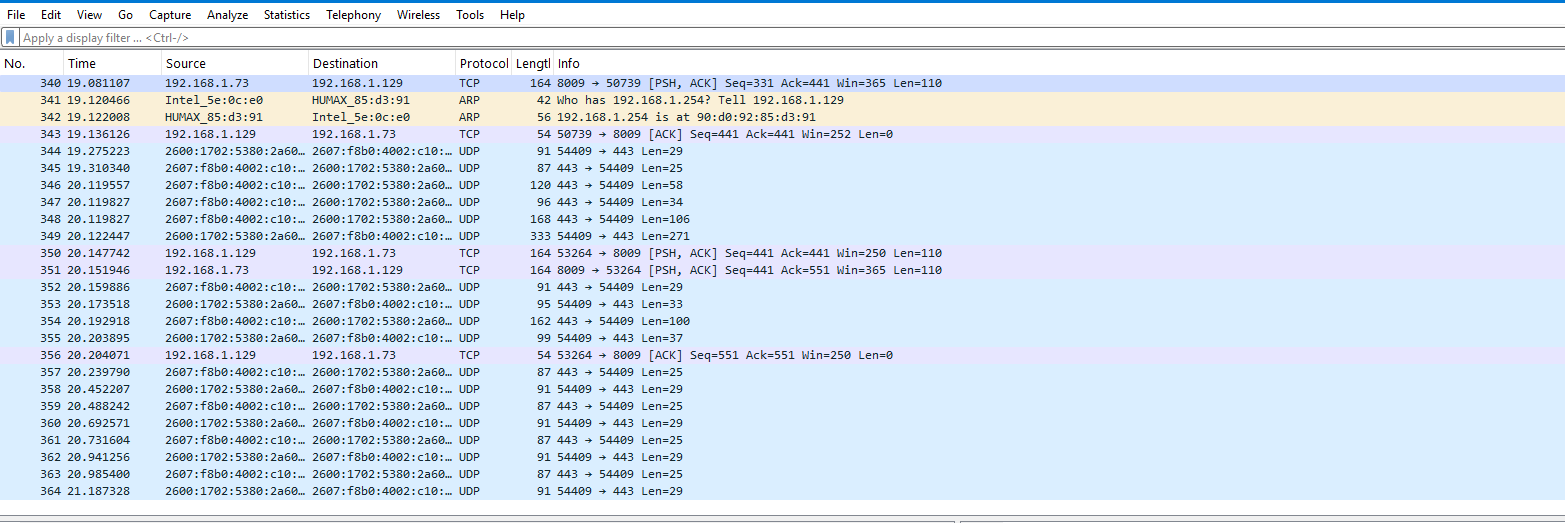 File Edit View Go Capture Analyze Statistics Telephony Wireless Tools Help
Apply a display filter … <Ctrl-/>
No. Time Source Destination Protocol Lengtl Info
340 19.081107 192.168.1.73 192.168.1.129 TCP 164 8009 → 50739 [PSH, ACK] Seq=331 Ack=441 Win=365 Len=110
341 19.120466 Intel_5e:0c:e0 HUMAX_85:d3:91 ARP 42 Who has 192.168.1.254? Tell 192.168.1.129
342 19.122008 HUMAX_85:d3:91 Intel_5e:0c:e0 ARP 56 192.168.1.254 is at 90:d0:92:85:d3:91
343 19.136126 192.168.1.129 192.168.1.73 TCP 54 50739 → 8009 [ACK] Seq=441 Ack=441 Win=252 Len=0
344 19.275223 2600:1702:5380:2a60… 2607:f8b0:4002:c10:… UDP 91 54409 → 443 Len=29
345 19.310340 2607:f8b0:4002:c10:… 2600:1702:5380:2a60… UDP 87 443 → 54409 Len=25
346 20.119557 2607:f8b0:4002:c10:… 2600:1702:5380:2a60… UDP 120 443 → 54409 Len=58
347 20.119827 2607:f8b0:4002:c10:… 2600:1702:5380:2a60… UDP 96 443 → 54409 Len=34
348 20.119827 2607:f8b0:4002:c10:… 2600:1702:5380:2a60… UDP 168 443 → 54409 Len=106
349 20.122447 2600:1702:5380:2a60… 2607:f8b0:4002:c10:… UDP 333 54409 → 443 Len=271
350 20.147742 192.168.1.129 192.168.1.73 TCP 164 53264 → 8009 [PSH, ACK] Seq=441 Ack=441 Win=250 Len=110
351 20.151946 192.168.1.73 192.168.1.129 TCP 164 8009 → 53264 [PSH, ACK] Seq=441 Ack=551 Win=365 Len=110
352 20.159886 2607:f8b0:4002:c10:… 2600:1702:5380:2a60… UDP 91 443 → 54409 Len=29
353 20.173518 2600:1702:5380:2a60… 2607:f8b0:4002:c10:… UDP 95 54409 → 443 Len=33
354 20.192918 2607:f8b0:4002:c10:… 2600:1702:5380:2a60… UDP 162 443 → 54409 Len=100
355 20.203895 2600:1702:5380:2a60… 2607:f8b0:4002:c10:… UDP 99 54409 → 443 Len=37
356 20.204071 192.168.1.129 192.168.1.73 TCP 54 53264 → 8009 [ACK] Seq=551 Ack=551 Win=250 Len=0
357 20.239790 2607:f8b0:4002:c10:… 2600:1702:5380:2a60… UDP 87 443 → 54409 Len=25
358 20.452207 2600:1702:5380:2a60… 2607:f8b0:4002:c10:… UDP 91 54409 → 443 Len=29
359 20.488242 2607:f8b0:4002:c10:… 2600:1702:5380:2a60… UDP 87 443 → 54409 Len=25
360 20.692571 2600:1702:5380:2a60… 2607:f8b0:4002:c10:… UDP 91 54409 → 443 Len=29
361 20.731604 2607:f8b0:4002:c10:… 2600:1702:5380:2a60… UDP 87 443 → 54409 Len=25
362 20.941256 2600:1702:5380:2a60… 2607:f8b0:4002:c10:… UDP 91 54409 → 443 Len=29
363 20.985400 2607:f8b0:4002:c10:… 2600:1702:5380:2a60… UDP 87 443 → 54409 Len=25
364 21.187328 2600:1702:5380:2a60… 2607:f8b0:4002:c10:… UDP 91 54409 → 443 Len=29